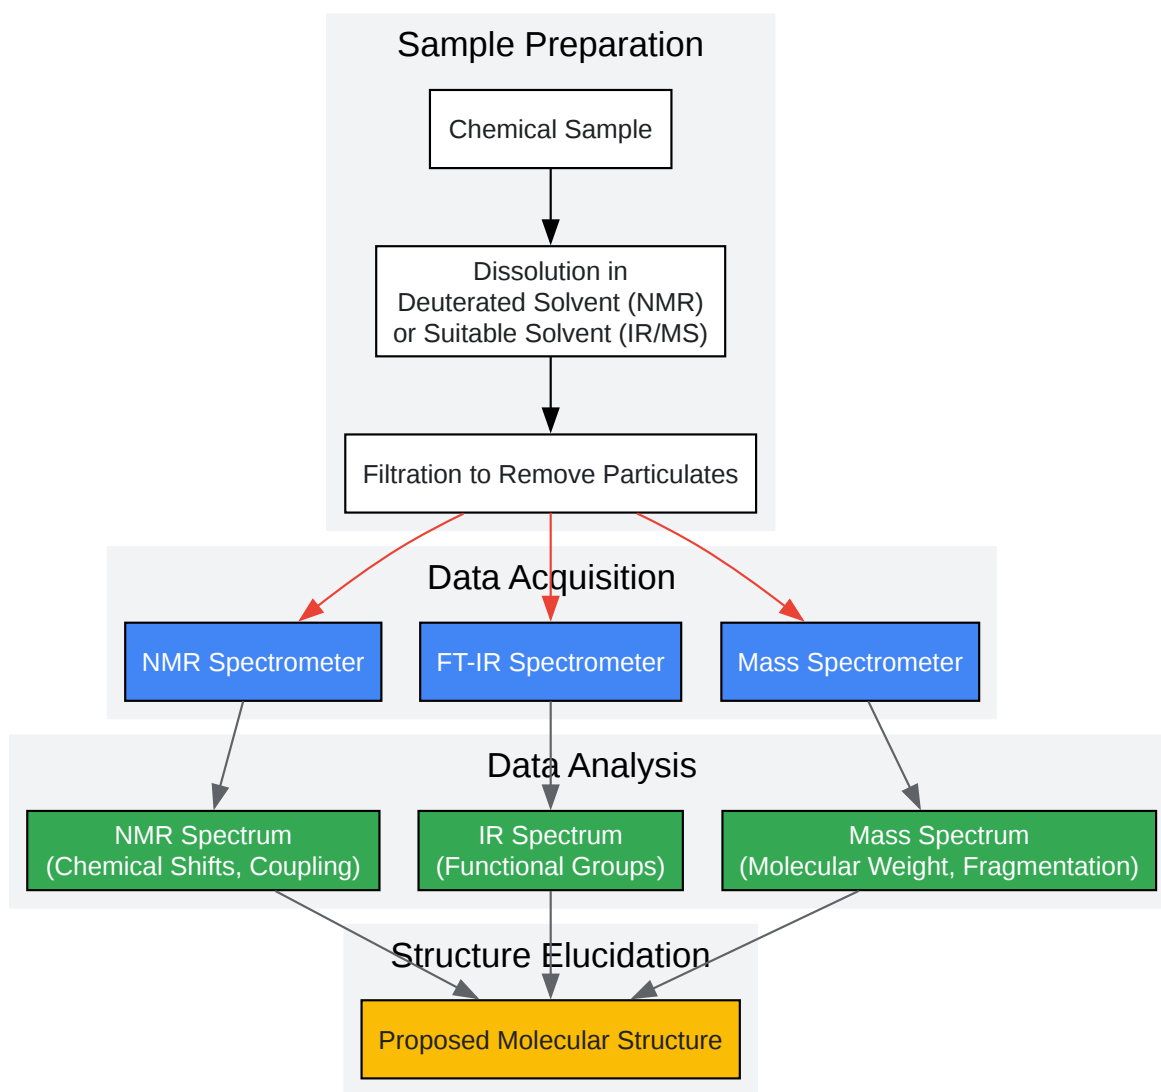 Sample Preparation
Chemical Sample
Dissolution in
Deuterated Solvent (NMR)
or Suitable Solvent (IR/MS)
Filtration to Remove Particulates
Data Acquisition
NMR Spectrometer
FT-IR Spectrometer
Mass Spectrometer
Data Analysis
NMR Spectrum
(Chemical Shifts, Coupling)
IR Spectrum
(Functional Groups)
Mass Spectrum
(Molecular Weight, Fragmentation)
Structure Elucidation
Proposed Molecular Structure